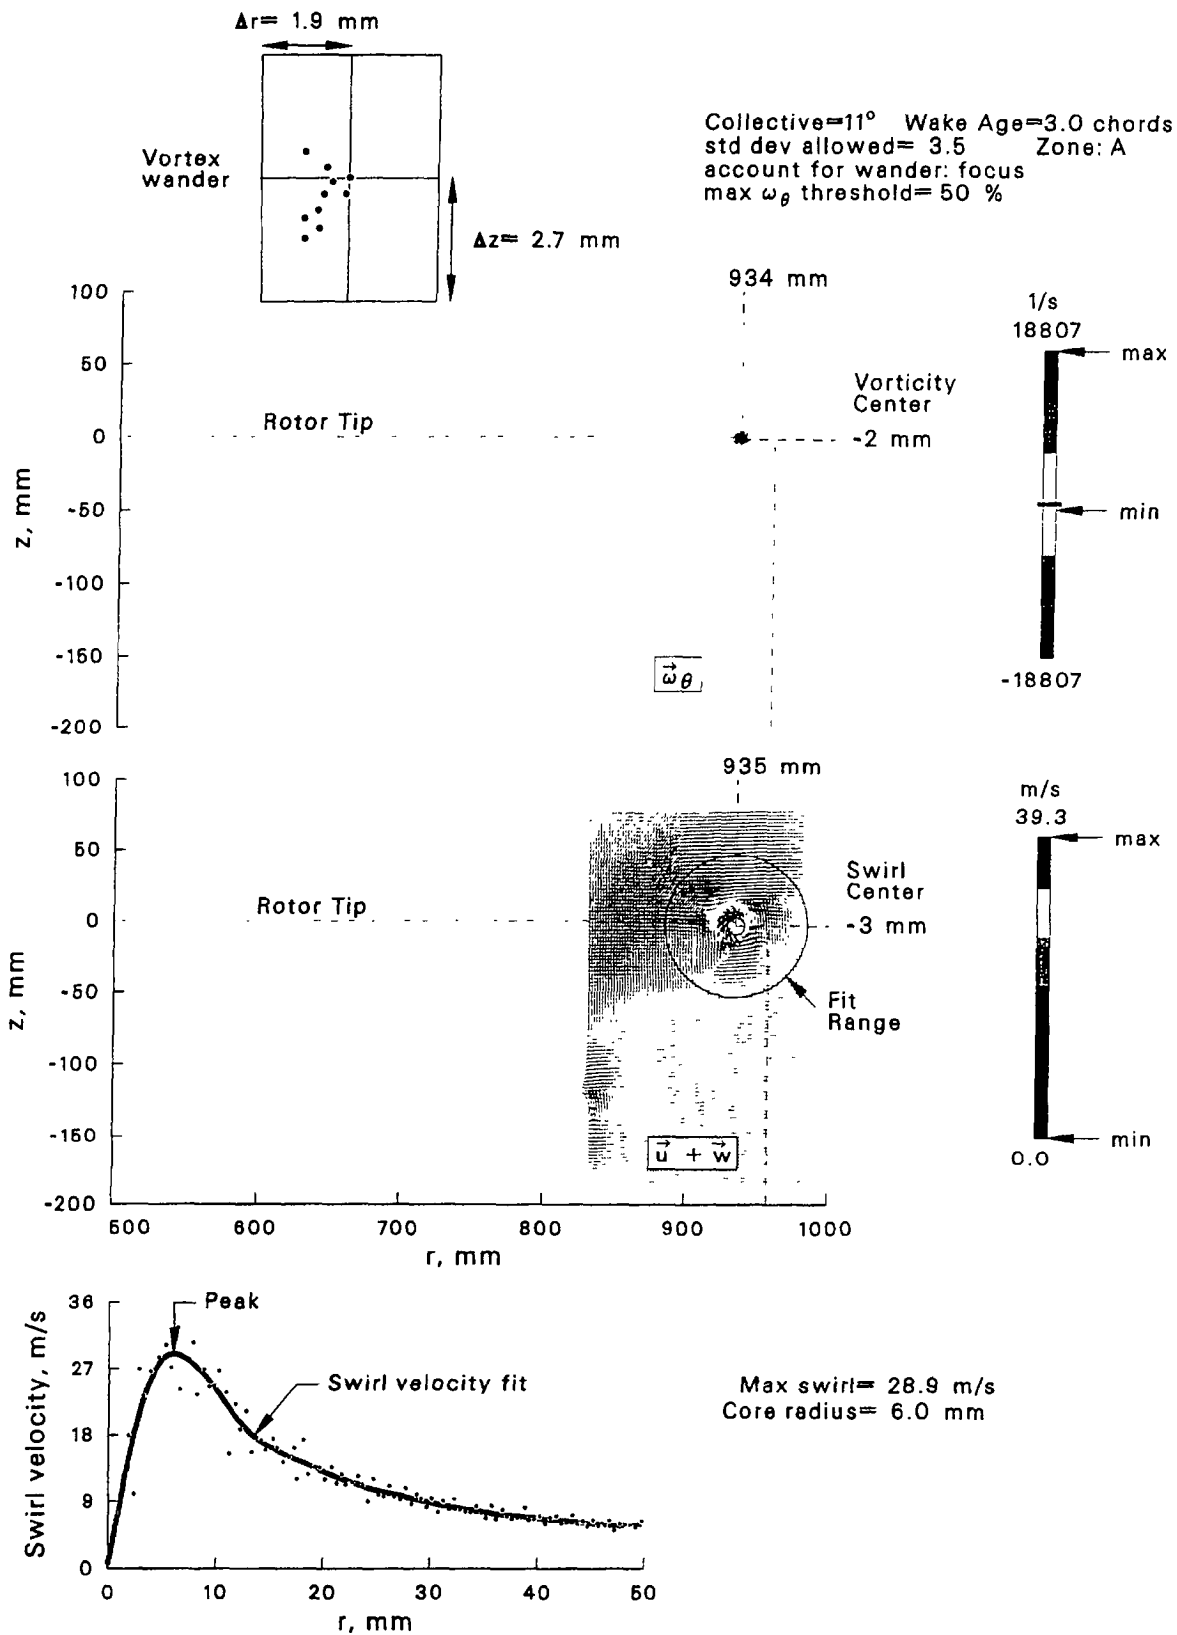 Δr= 1.9 mm
Vortex
wander
Δz= 2.7 mm
Collective=11° Wake Age=3.0 chords
std dev allowed= 3.5 Zone: A
account for wander: focus
max ωθ threshold= 50 %
934 mm
100
50
0
-50
-100
-150
-200
z, mm
Rotor Tip
Vorticity
Center
-2 mm
ω⃗θ
1/s
18807
max
min
-18807
935 mm
100
50
0
-50
-100
-150
-200
z, mm
Rotor Tip
Swirl
Center
-3 mm
Fit
Range
u⃗ + w⃗
m/s
39.3
max
min
0.0
500 600 700 800 900 1000
r, mm
36
27
18
9
0
Swirl velocity, m/s
Peak
Swirl velocity fit
Max swirl= 28.9 m/s
Core radius= 6.0 mm
0 10 20 30 40 50
r, mm